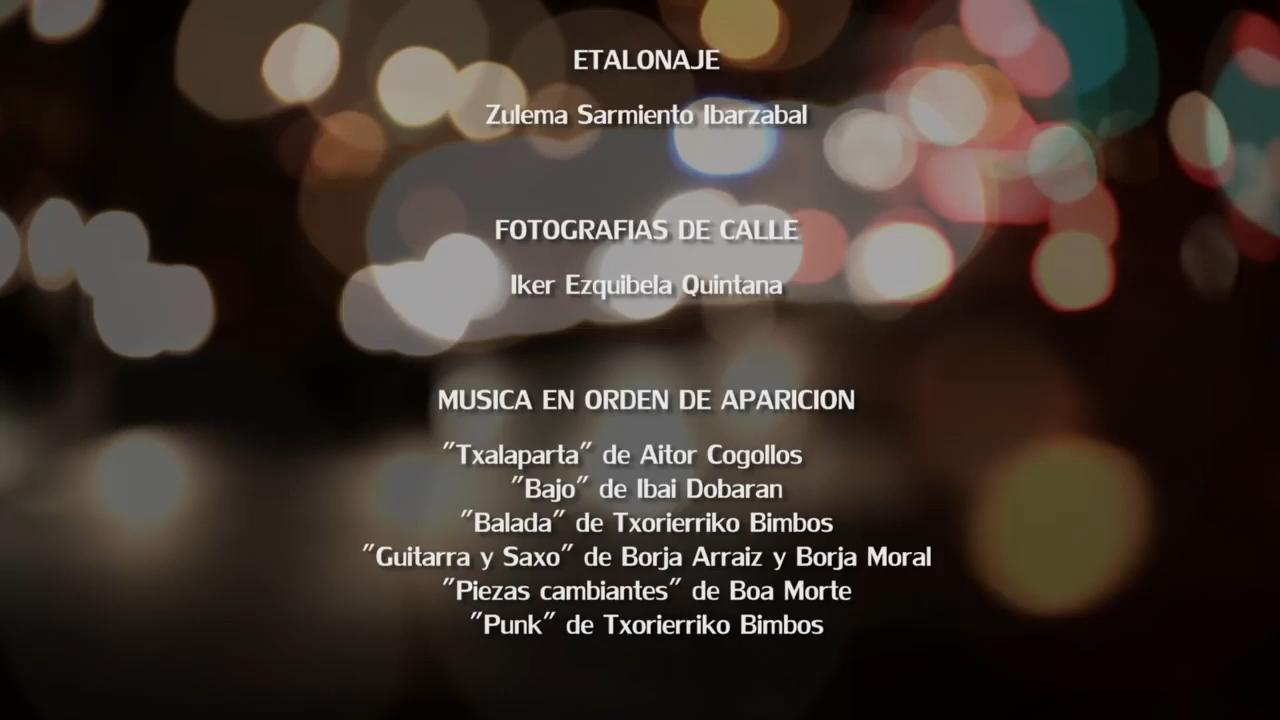 ETALONAJE
Zulema Sarmiento Ibarzabal
FOTOGRAFIAS DE CALLE
Iker Ezquibela Quintana
MUSICA EN ORDEN DE APARICION
"Txalaparta" de Aitor Cogollos
"Bajo" de Ibai Dobaran
"Balada" de Txorierriko Bimbos
"Guitarra y Saxo" de Borja Arraiz y Borja Moral
"Piezas cambiantes" de Boa Morte
"Punk" de Txorierriko Bimbos